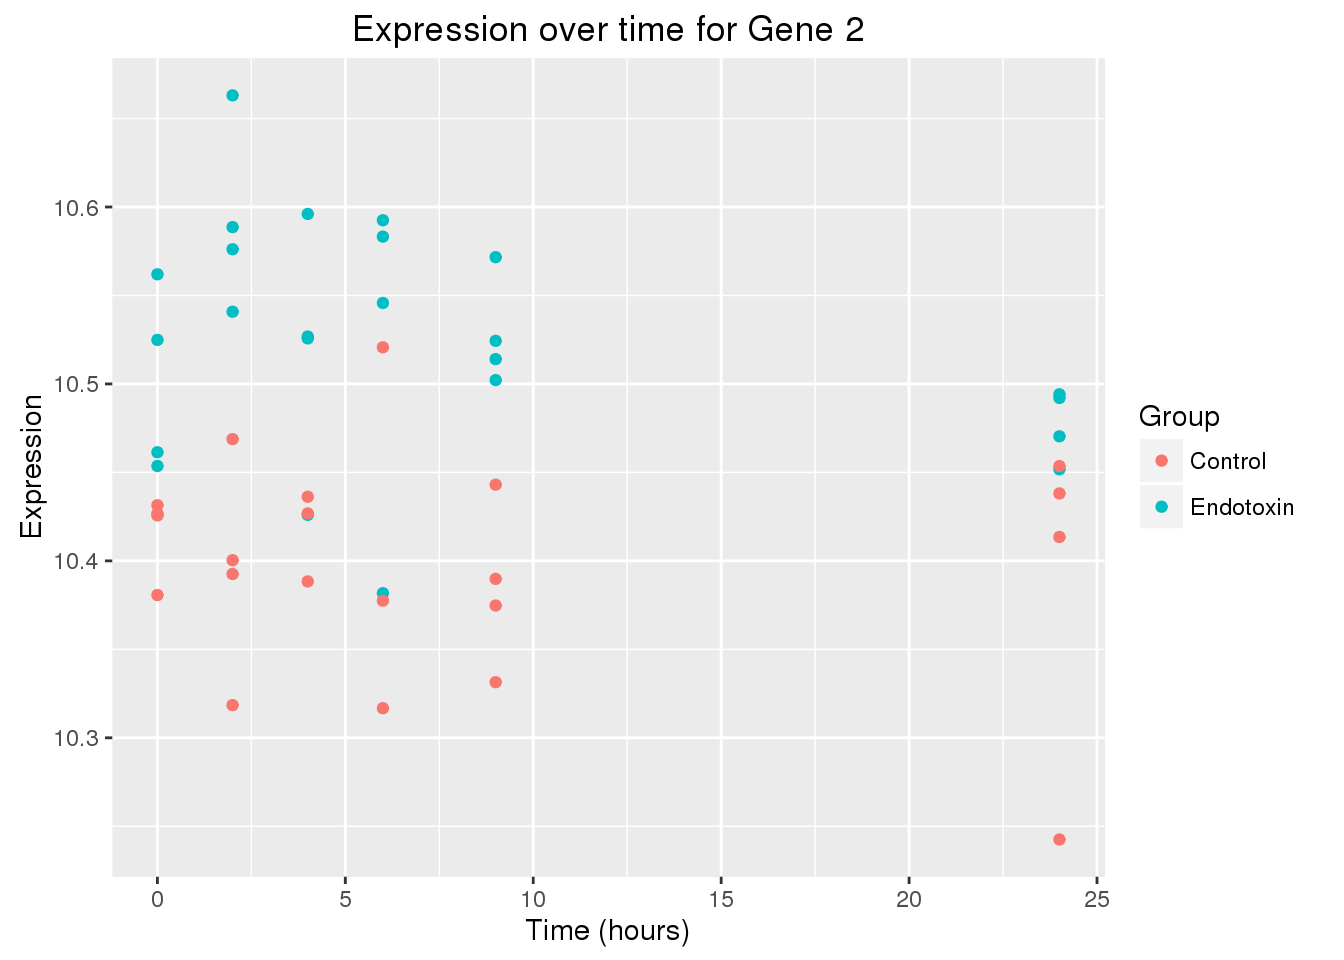 Expression over time for Gene 2
10.6
10.5
10.4
10.3
Expression
0 5 10 15 20 25
Time (hours)
Group
Control
Endotoxin